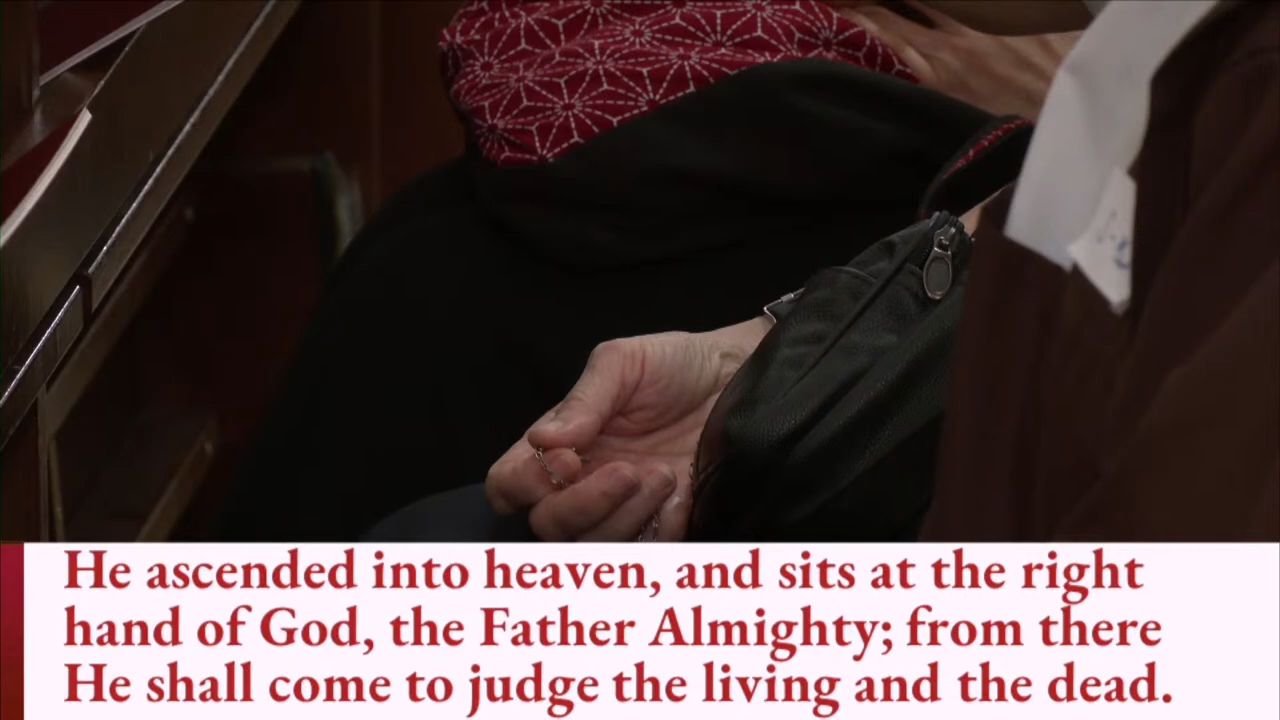 He ascended into heaven, and sits at the right
hand of God, the Father Almighty; from there
He shall come to judge the living and the dead.